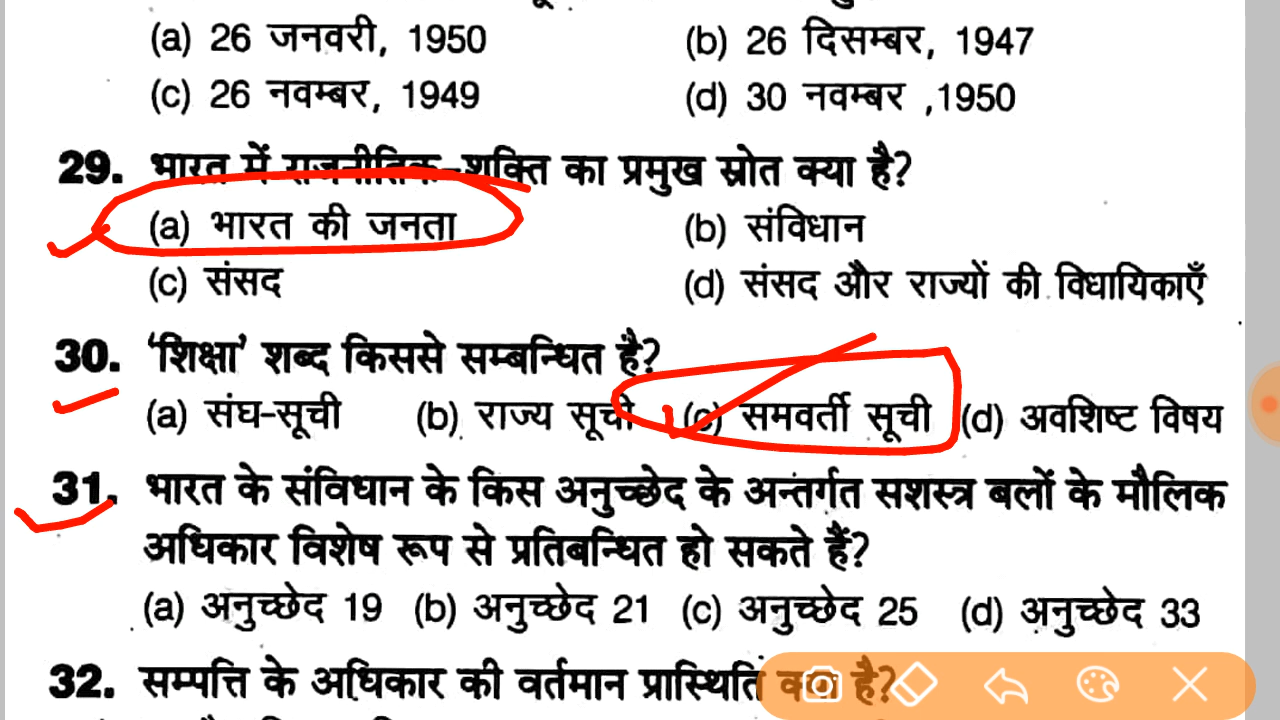 (a) 26 जनवरी, 1950 (b) 26 दिसम्बर, 1947
(c) 26 नवम्बर, 1949 (d) 30 नवम्बर ,1950
29. भारत में राजनीतिक-शक्ति का प्रमुख स्रोत क्या है?
(a) भारत की जनता (b) संविधान
(c) संसद (d) संसद और राज्यों की विधायिकाएँ
30. ‘शिक्षा’ शब्द किससे सम्बन्धित है?
(a) संघ-सूची (b) राज्य सूची (c) समवर्ती सूची (d) अवशिष्ट विषय
31. भारत के संविधान के किस अनुच्छेद के अन्तर्गत सशस्त्र बलों के मौलिक
अधिकार विशेष रूप से प्रतिबन्धित हो सकते हैं?
(a) अनुच्छेद 19 (b) अनुच्छेद 21 (c) अनुच्छेद 25 (d) अनुच्छेद 33
32. सम्पत्ति के अधिकार की वर्तमान प्रास्थिति क्या है?